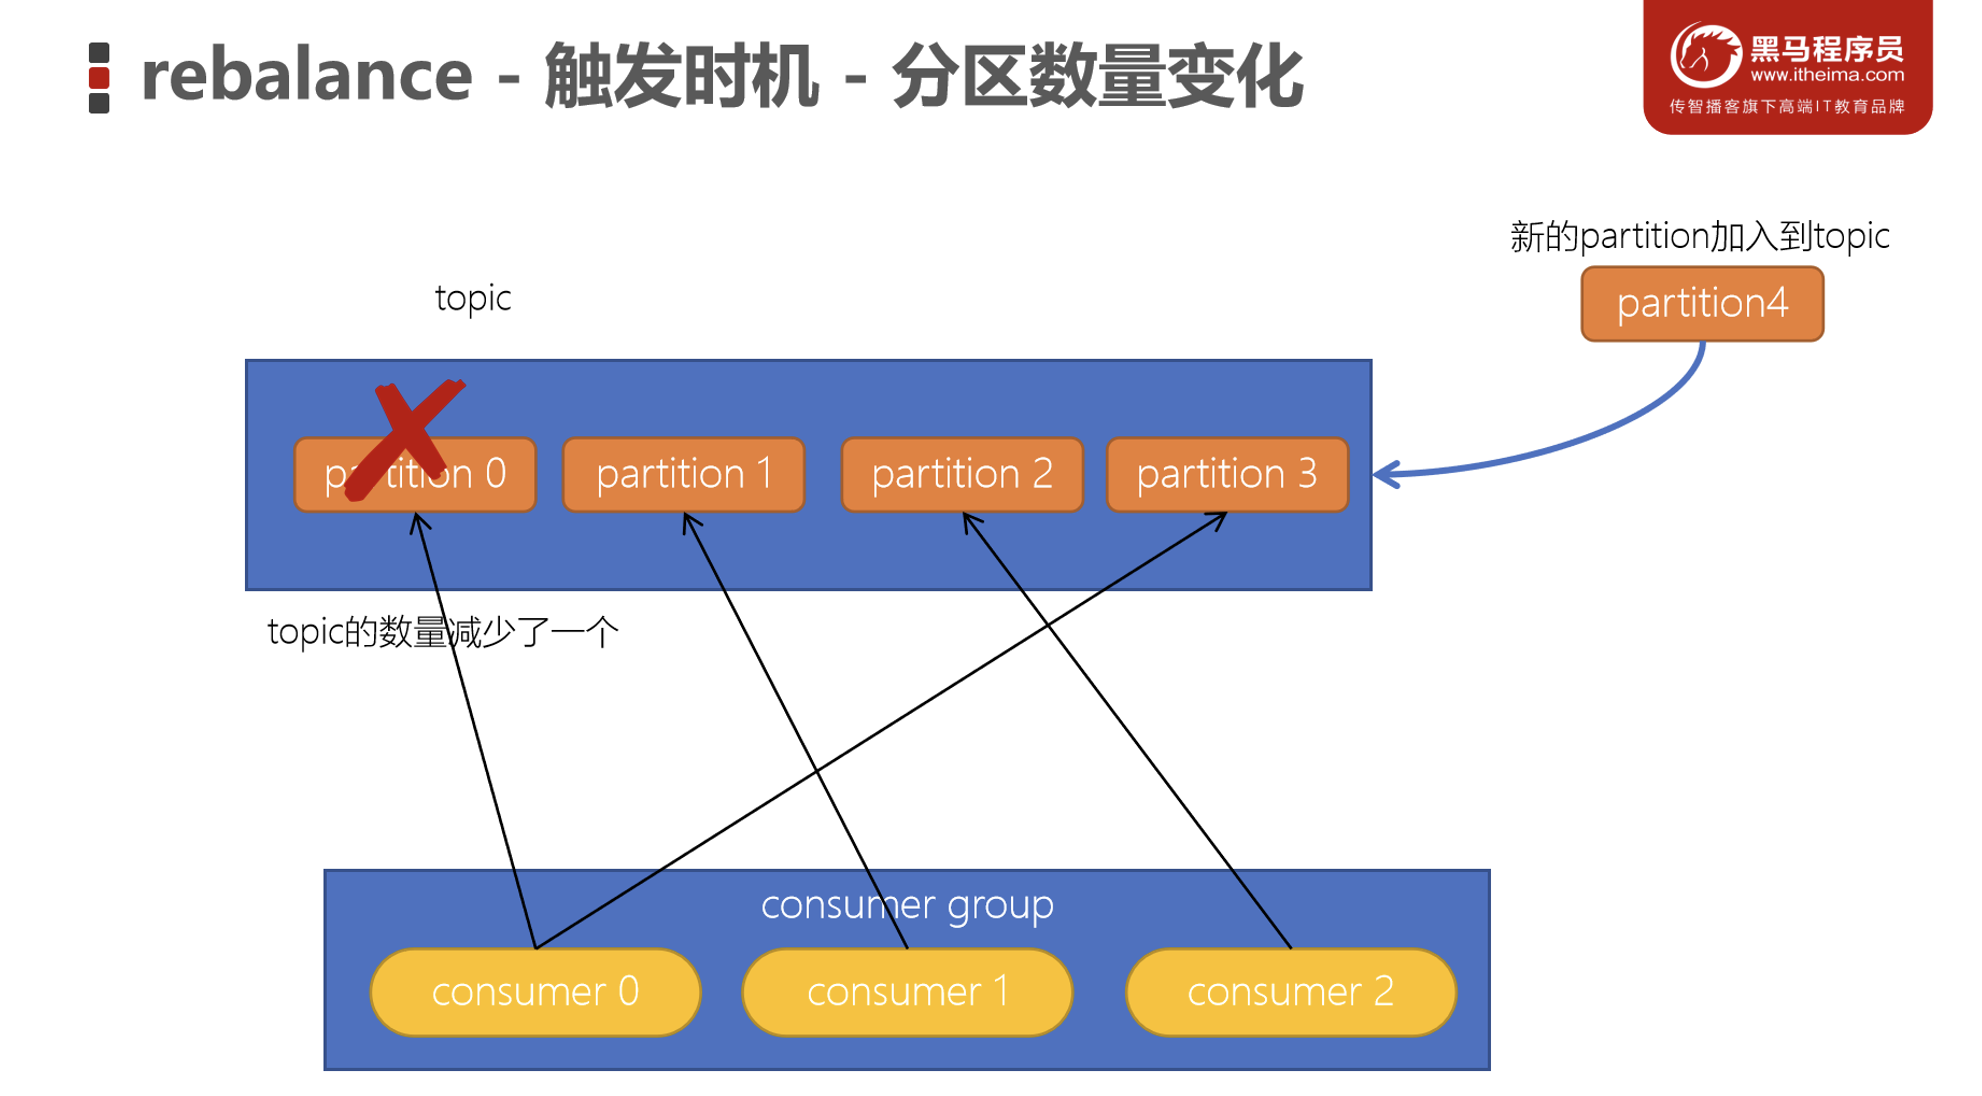 rebalance - 触发时机 - 分区数量变化
黑马程序员
www.itheima.com
传智播客旗下高端IT教育品牌
新的partition加入到topic
partition4
topic
partition 0
partition 1
partition 2
partition 3
topic的数量减少了一个
consumer group
consumer 0
consumer 1
consumer 2